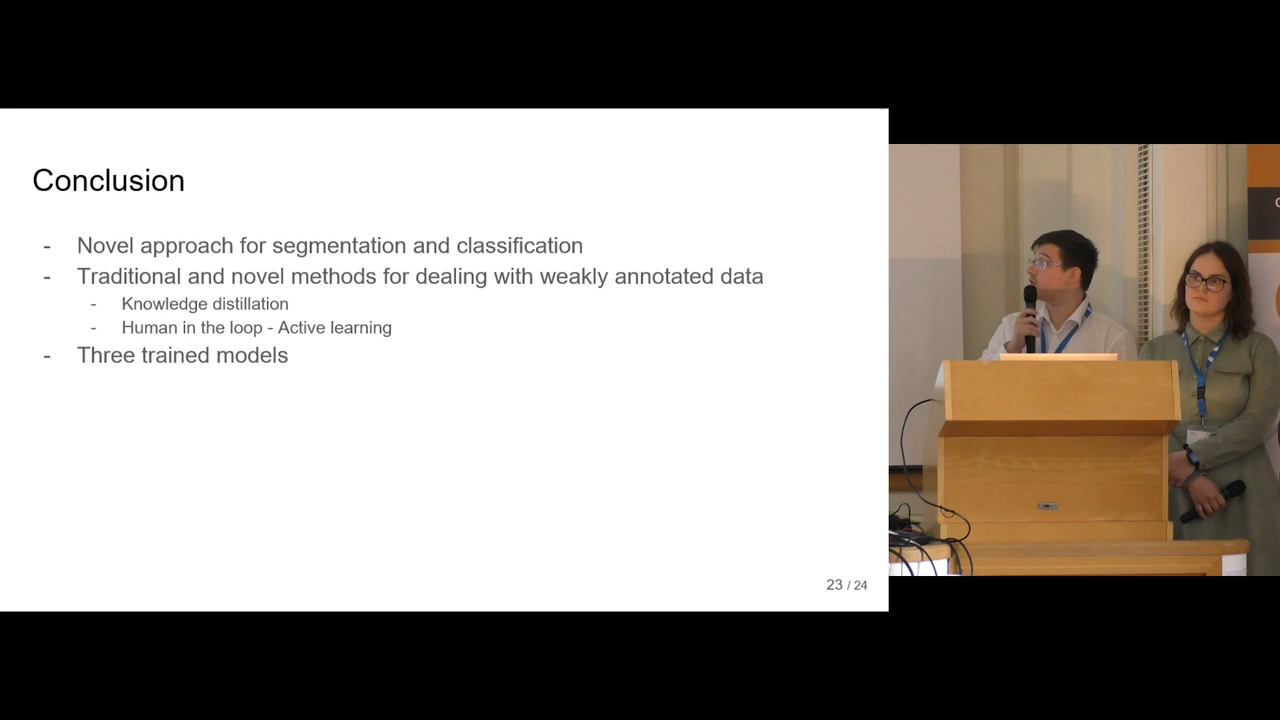 Conclusion
- Novel approach for segmentation and classification
- Traditional and novel methods for dealing with weakly annotated data
- Knowledge distillation
- Human in the loop - Active learning
- Three trained models
23 / 24